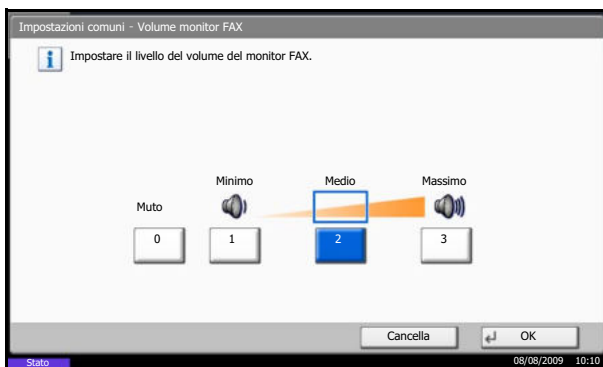 Impostazioni comuni - Volume monitor FAX
Impostare il livello del volume del monitor FAX.
Minimo Medio Massimo
Muto
0 1 2 3
Cancella OK
Stato 08/08/2009 10:10